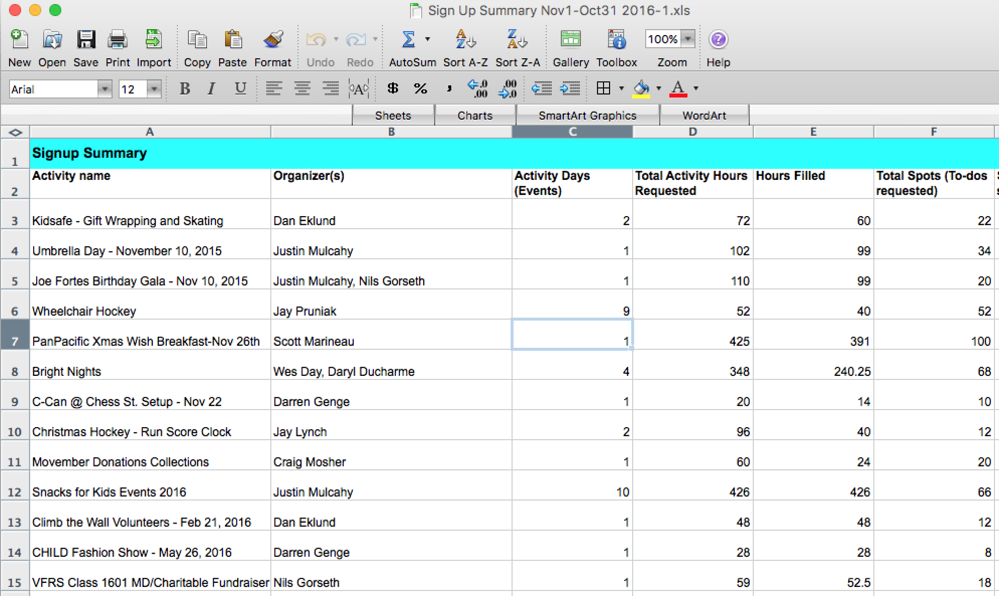 Sign Up Summary Nov1-Oct31 2016-1.xls
New Open Save Print Import Copy Paste Format Undo Redo AutoSum Sort A-Z Sort Z-A Gallery Toolbox 100% Zoom Help
Arial 12 B I U A $ % , .0 .00 .00 .0 A
Sheets Charts SmartArt Graphics WordArt
A B C D E F
1 Signup Summary
2 Activity name Organizer(s) Activity Days (Events) Total Activity Hours Requested Hours Filled Total Spots (To-dos requested)
3 Kidsafe - Gift Wrapping and Skating Dan Eklund 2 72 60 22
4 Umbrella Day - November 10, 2015 Justin Mulcahy 1 102 99 34
5 Joe Fortes Birthday Gala - Nov 10, 2015 Justin Mulcahy, Nils Gorseth 1 110 99 20
6 Wheelchair Hockey Jay Pruniak 9 52 40 52
7 PanPacific Xmas Wish Breakfast-Nov 26th Scott Marineau 1 425 391 100
8 Bright Nights Wes Day, Daryl Ducharme 4 348 240.25 68
9 C-Can @ Chess St. Setup - Nov 22 Darren Genge 1 20 14 10
10 Christmas Hockey - Run Score Clock Jay Lynch 2 96 40 12
11 Movember Donations Collections Craig Mosher 1 60 24 20
12 Snacks for Kids Events 2016 Justin Mulcahy 10 426 426 66
13 Climb the Wall Volunteers - Feb 21, 2016 Dan Eklund 1 48 48 12
14 CHILD Fashion Show - May 26, 2016 Darren Genge 1 28 28 8
15 VFRS Class 1601 MD/Charitable Fundraiser Nils Gorseth 1 59 52.5 18